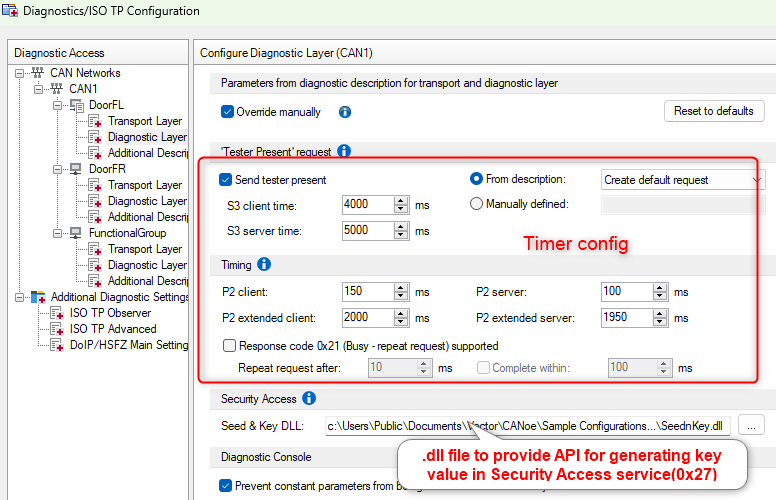 Diagnostics/ISO TP Configuration
Diagnostic Access
CAN Networks
CAN1
DoorFL
Transport Layer
Diagnostic Layer
Additional Descrip
DoorFR
Transport Layer
Diagnostic Layer
Additional Descrip
FunctionalGroup
Transport Layer
Diagnostic Layer
Additional Descrip
Additional Diagnostic Settings
ISO TP Observer
ISO TP Advanced
DoIP/HSFZ Main Setting
Configure Diagnostic Layer (CAN1)
Parameters from diagnostic description for transport and diagnostic layer
Override manually
Reset to defaults
'Tester Present' request
Send tester present
From description: Create default request
S3 client time: 4000 ms
Manually defined:
S3 server time: 5000 ms
Timer config
Timing
P2 client: 150 ms P2 server: 100 ms
P2 extended client: 2000 ms P2 extended server: 1950 ms
Response code 0x21 (Busy - repeat request) supported
Repeat request after: 10 ms Complete within: 100 ms
Security Access
Seed & Key DLL: c:\Users\Public\Documents\Vector\CANoe\Sample Configurations...\SeednKey.dll ...
.dll file to provide API for generating key
value in Security Access service(0x27)
Diagnostic Console
Prevent constant parameters from being